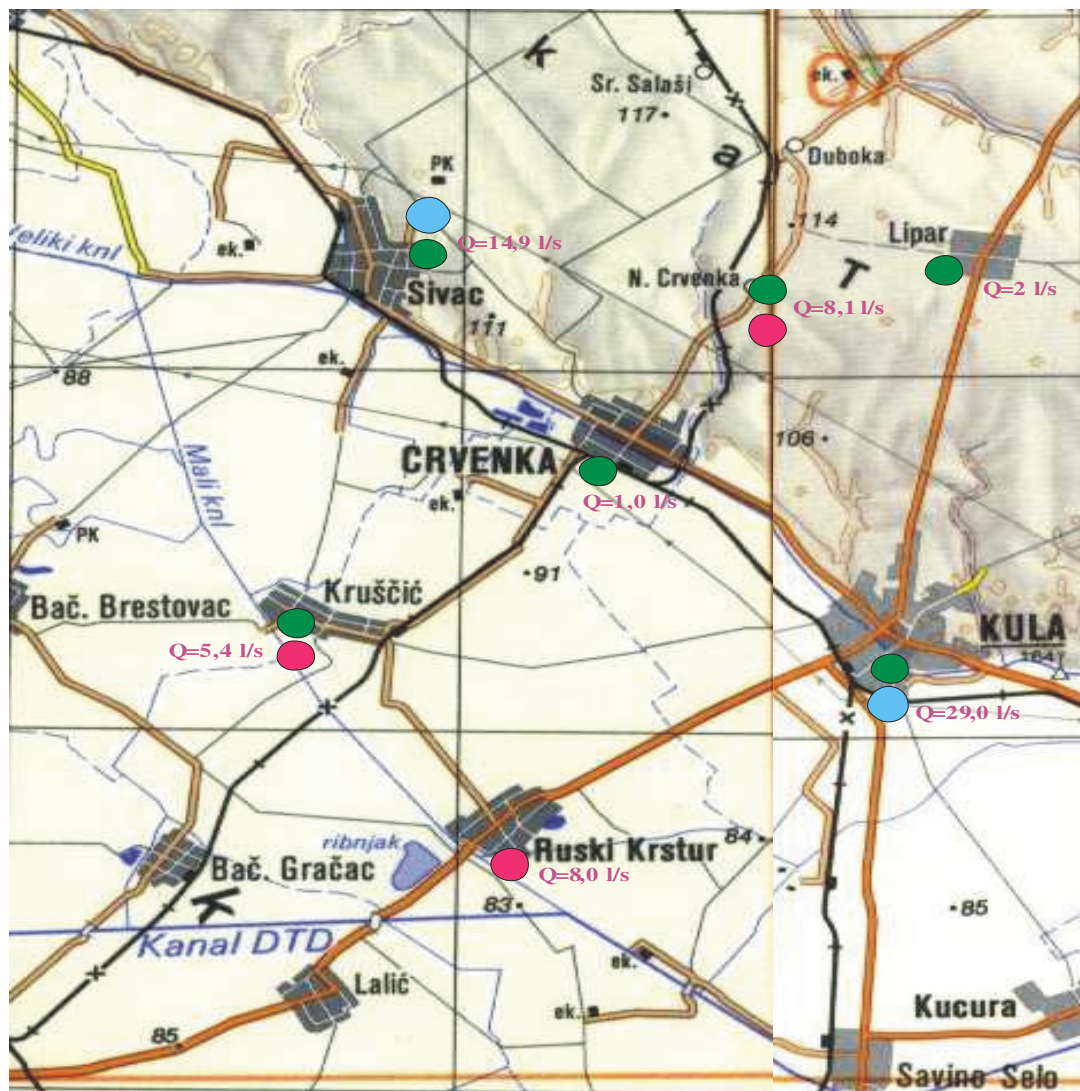 K
Sr. Salaši
ek.
117
a
Duboka
PK
114
Lipar
Q=14,9 l/s
ek.
Veliki knl
N. Crvenka
T
Q=2 l/s
Sivac
Q=8,1 l/s
111
ek.
88
106
Mali knl
CRVENKA
ek.
Q=1,0 l/s
PK
91
Kruščić
Bač. Brestovac
KULA
Q=5,4 l/s
Q=29,0 l/s
84
ribnjak
Ruski Krstur
Bač. Gračac
Q=8,0 l/s
K
83
85
Kanal DTD
ek.
Lalić
Kucura
ek.
85
Savino Selo